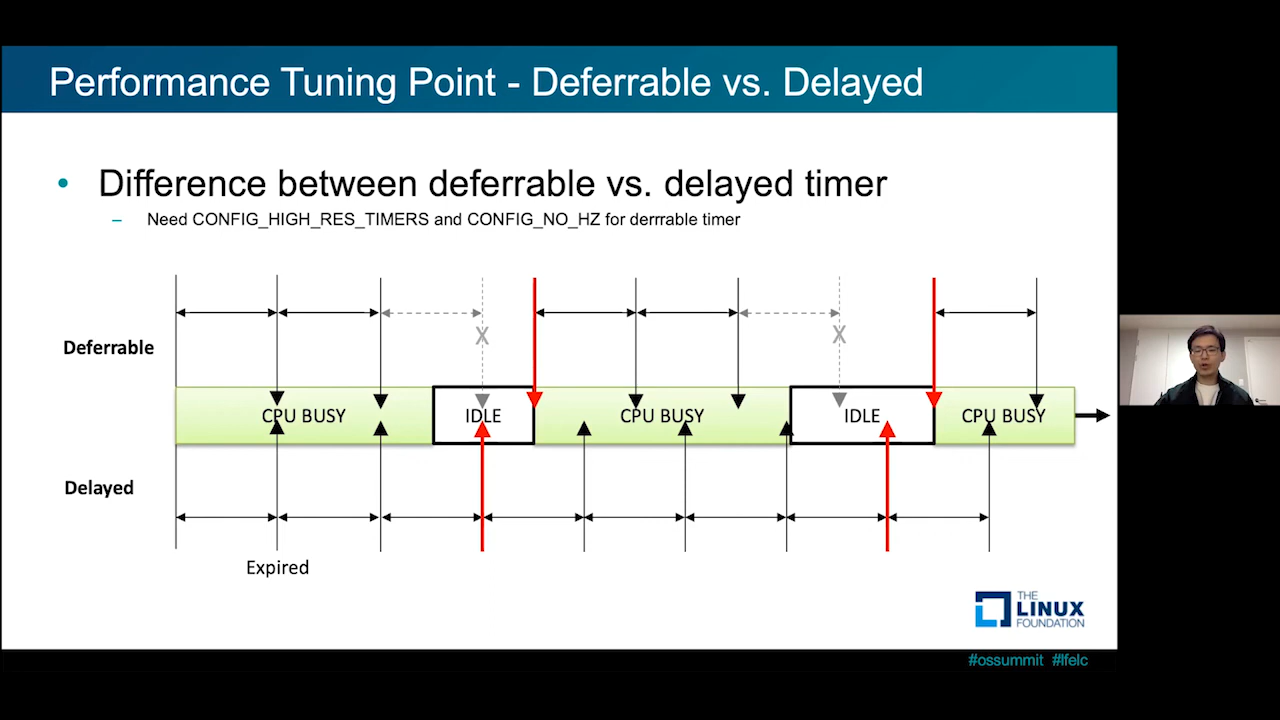 Performance Tuning Point - Deferrable vs. Delayed
• Difference between deferrable vs. delayed timer
– Need CONFIG_HIGH_RES_TIMERS and CONFIG_NO_HZ for derrrable timer
X
X
Deferrable
CPU BUSY
IDLE
CPU BUSY
IDLE
CPU BUSY
Delayed
Expired
THE
LINUX
FOUNDATION
#ossummit #lfelc